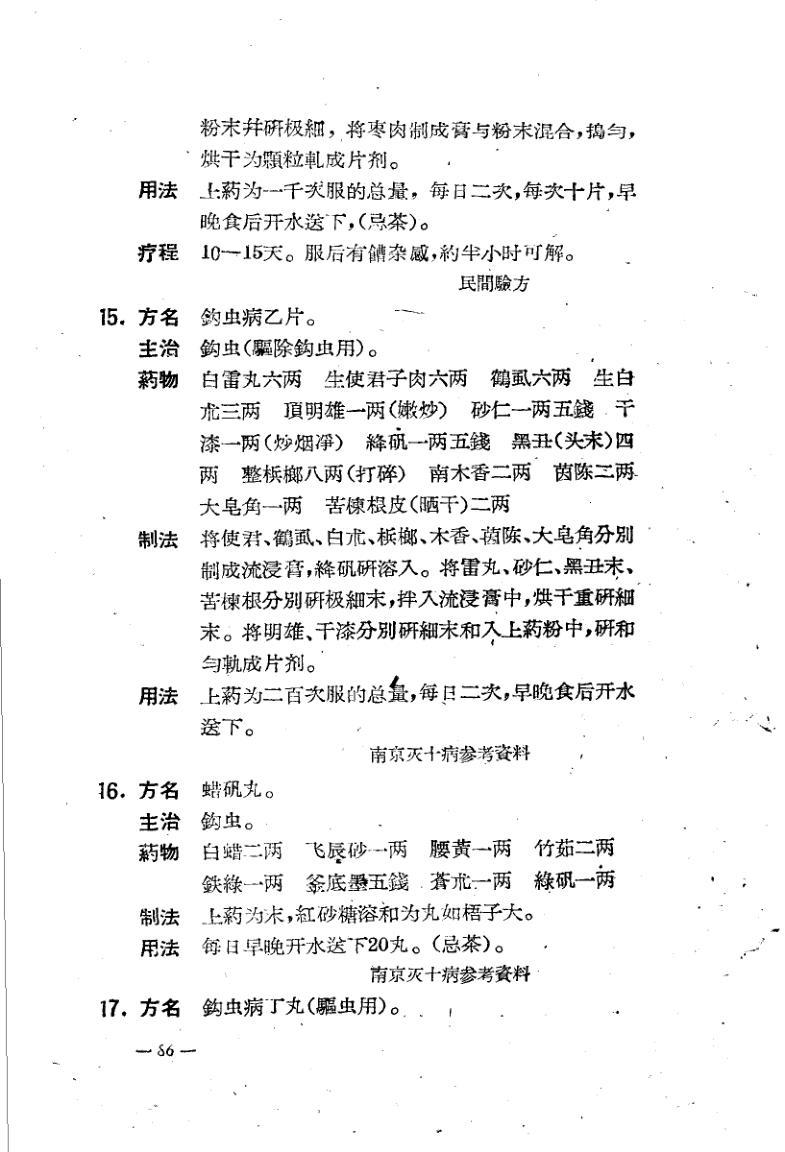 粉末幷硏极細，将枣肉制成膏与粉末混合，搗勻，
烘干为顆粒軋成片剂。
用法 上葯为一千次服的总量，每日二次，每次十片，早
晚食后开水送下，(忌茶)。
疗程 10—15天。服后有饋杂感，約半小时可解。
民間驗方
15. 方名 鈎虫病乙片。
主治 鈎虫(驅除鈎虫用)。
葯物 白雷丸六两 生使君子肉六两 鶴虱六两 生白
朮三两 頂明雄一两(嫩炒) 砂仁一两五錢 干
漆一两(炒烟净) 絳矾一两五錢 黑丑(头末)四
两 整梹榔八两(打碎) 南木香二两 茵陈三两
大皂角一两 苦楝根皮(晒干)二两
制法 将使君、鶴虱、白朮、梹榔、木香、茵陈、大皂角分別
制成流浸膏，絳矾硏溶入。将雷丸、砂仁、黑丑末、
苦楝根分別硏极細末，拌入流浸膏中，烘干重硏細
末。将明雄、干漆分別硏細末和入上葯粉中，硏和
勻軋成片剂。
用法 上葯为二百次服的总量，每日二次，早晚食后开水
送下。
南京灭十病参考資料
16. 方名 蜡矾丸。
主治 鈎虫。
葯物 白蜡二两 飞辰砂一两 腰黃一两 竹茹二两
鉄綠一两 釜底墨五錢 蒼朮一两 綠矾一两
制法 上葯为末，紅砂糖溶和为丸如梧子大。
用法 每日早晚开水送下20丸。(忌茶)。
南京灭十病参考資料
17. 方名 鈎虫病丁丸(驅虫用)。
— 86 —